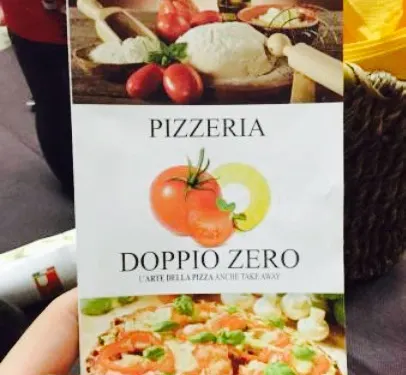 PIZZERIA
DOPPIO ZERO
L'ARTE DELLA PIZZA ANCHE TAKE AWAY